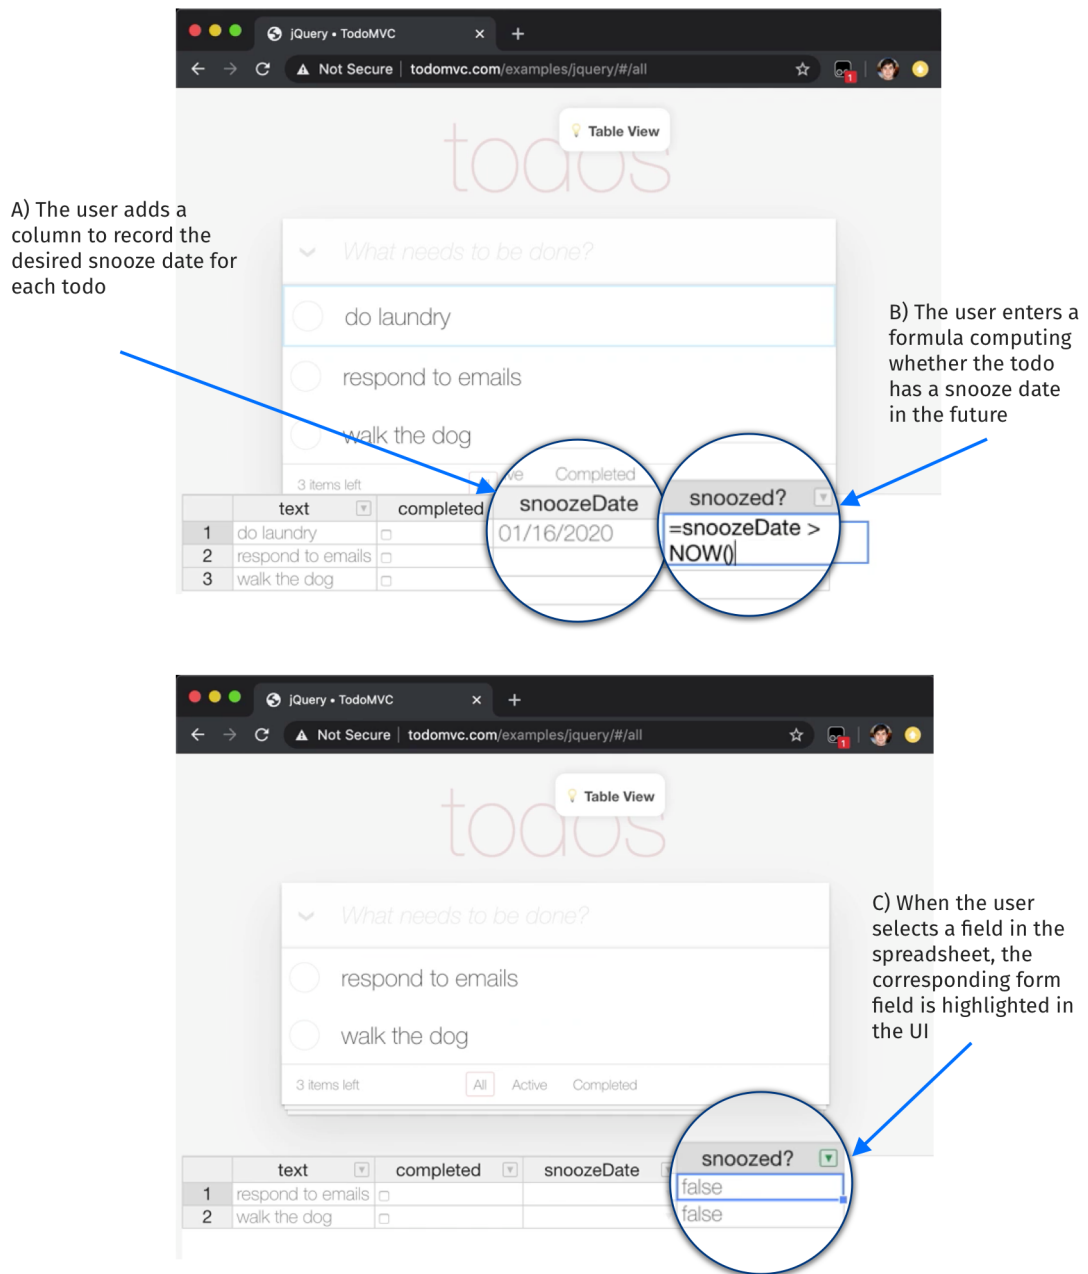 jQuery • TodoMVC
Not Secure | todomvc.com/examples/jquery/#/all
1
Table View
todos
A) The user adds a
column to record the
desired snooze date for
each todo
What needs to be done?
do laundry
B) The user enters a
formula computing
whether the todo
has a snooze date
in the future
respond to emails
walk the dog
3 items left
ve Completed
text completed snoozeDate snoozed?
1 do laundry 01/16/2020 =snoozeDate >
NOW()
2 respond to emails
3 walk the dog
jQuery • TodoMVC
Not Secure | todomvc.com/examples/jquery/#/all
1
Table View
todos
What needs to be done?
C) When the user
selects a field in the
spreadsheet, the
corresponding form
field is highlighted in
the UI
respond to emails
walk the dog
3 items left All Active Completed
text completed snoozeDate snoozed?
1 respond to emails false
2 walk the dog false